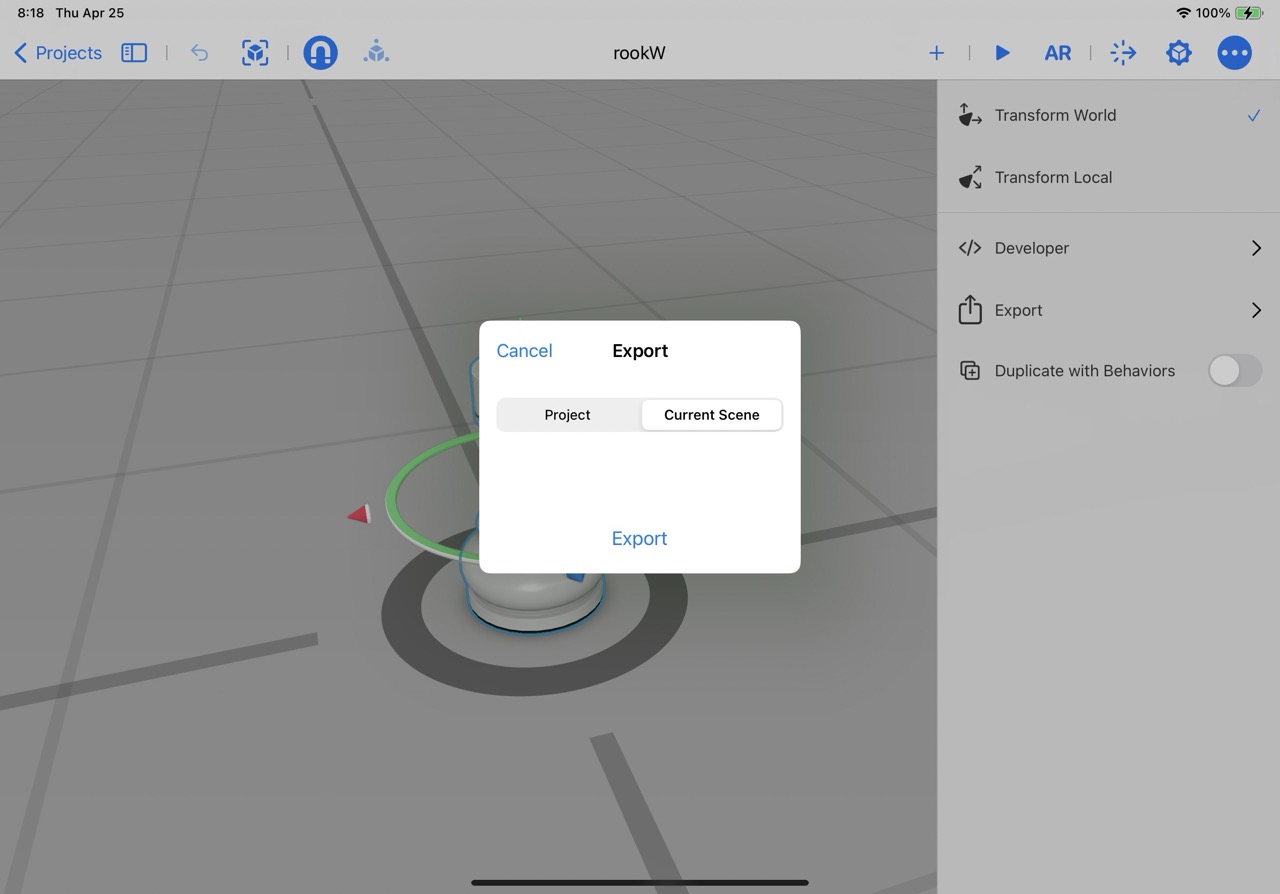 8:18 Thu Apr 25 100%
Projects rookW AR
Transform World
Transform Local
Developer
Export
Duplicate with Behaviors
Cancel Export
Project Current Scene
Export